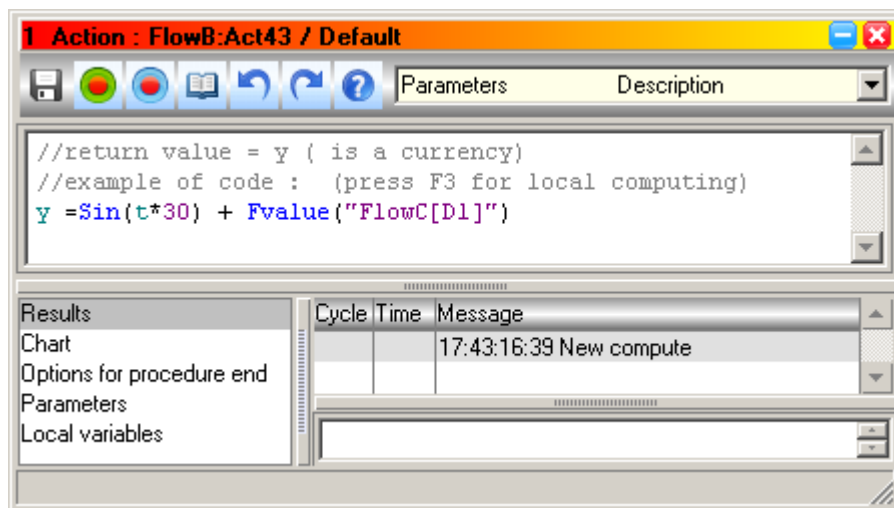 1 Action : FlowB:Act43 / Default
Parameters Description
//return value = y ( is a currency)
//example of code : (press F3 for local computing)
y =Sin(t*30) + Fvalue("FlowC[D1]")
Results
Chart
Options for procedure end
Parameters
Local variables
Cycle Time Message
17:43:16:39 New compute